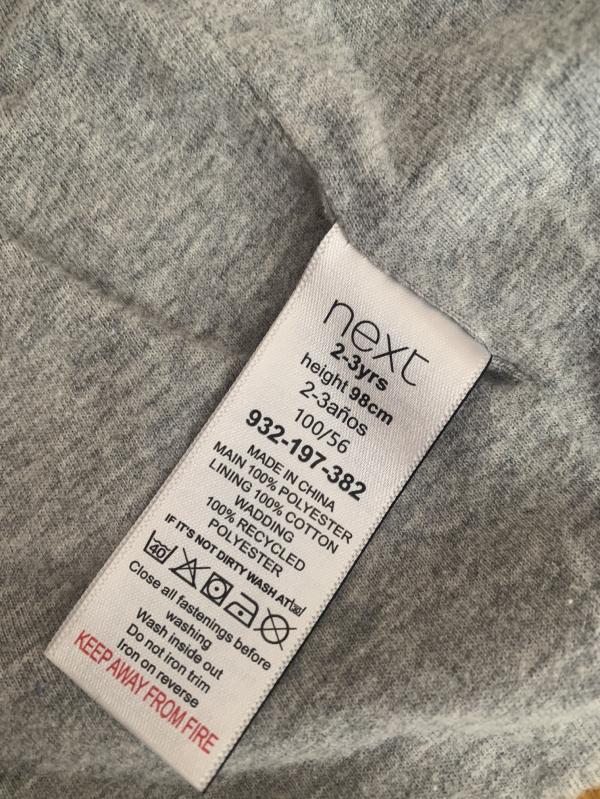 next
2-3yrs
height 98cm
2-3años
100/56
932-197-382
MADE IN CHINA
MAIN 100% POLYESTER
LINING 100% COTTON
WADDING
100% RECYCLED
POLYESTER
IF IT'S NOT DIRTY WASH AT
40
Close all fastenings before
washing
Wash inside out
Do not iron trim
Iron on reverse
KEEP AWAY FROM FIRE